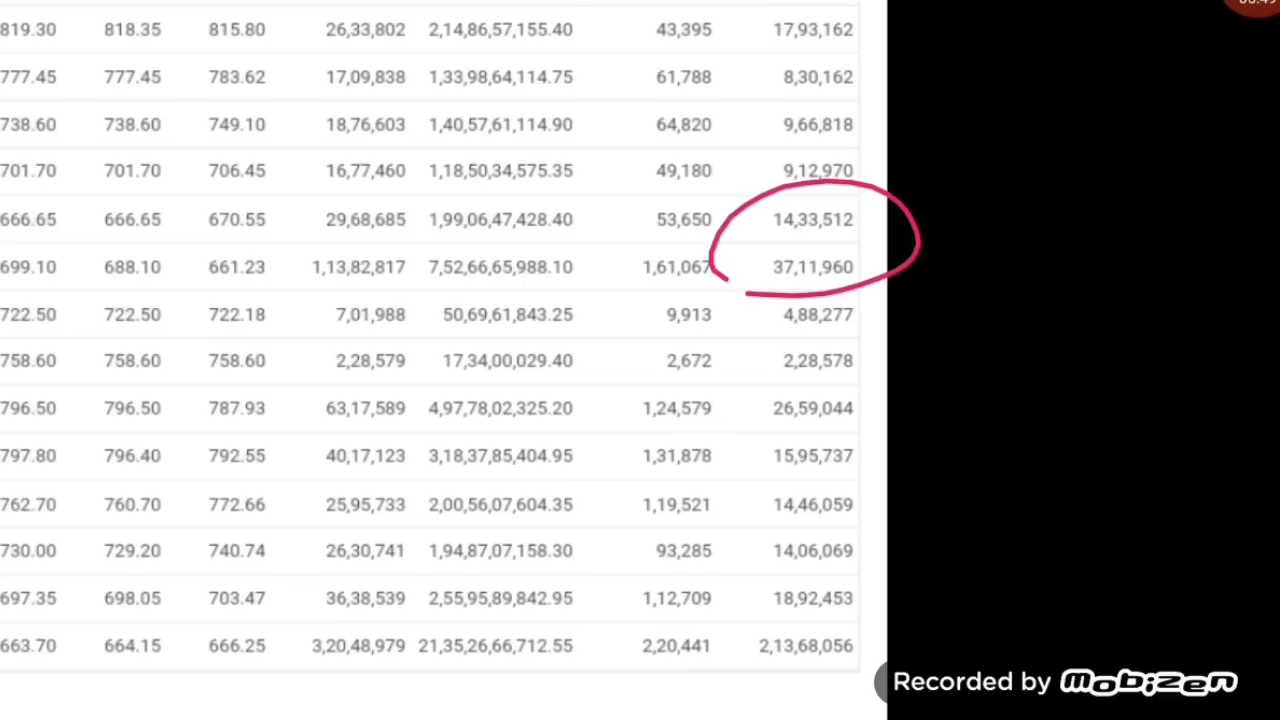 819.30 818.35 815.80 26,33,802 2,14,86,57,155.40 43,395 17,93,162
777.45 777.45 783.62 17,09,838 1,33,98,64,114.75 61,788 8,30,162
738.60 738.60 749.10 18,76,603 1,40,57,61,114.90 64,820 9,66,818
701.70 701.70 706.45 16,77,460 1,18,50,34,575.35 49,180 9,12,970
666.65 666.65 670.55 29,68,685 1,99,06,47,428.40 53,650 14,33,512
699.10 688.10 661.23 1,13,82,817 7,52,66,65,988.10 1,61,067 37,11,960
722.50 722.50 722.18 7,01,988 50,69,61,843.25 9,913 4,88,277
758.60 758.60 758.60 2,28,579 17,34,00,029.40 2,672 2,28,578
796.50 796.50 787.93 63,17,589 4,97,78,02,325.20 1,24,579 26,59,044
797.80 796.40 792.55 40,17,123 3,18,37,85,404.95 1,31,878 15,95,737
762.70 760.70 772.66 25,95,733 2,00,56,07,604.35 1,19,521 14,46,059
730.00 729.20 740.74 26,30,741 1,94,87,07,158.30 93,285 14,06,069
697.35 698.05 703.47 36,38,539 2,55,95,89,842.95 1,12,709 18,92,453
663.70 664.15 666.25 3,20,48,979 21,35,26,66,712.55 2,20,441 2,13,68,056
Recorded by mobizen